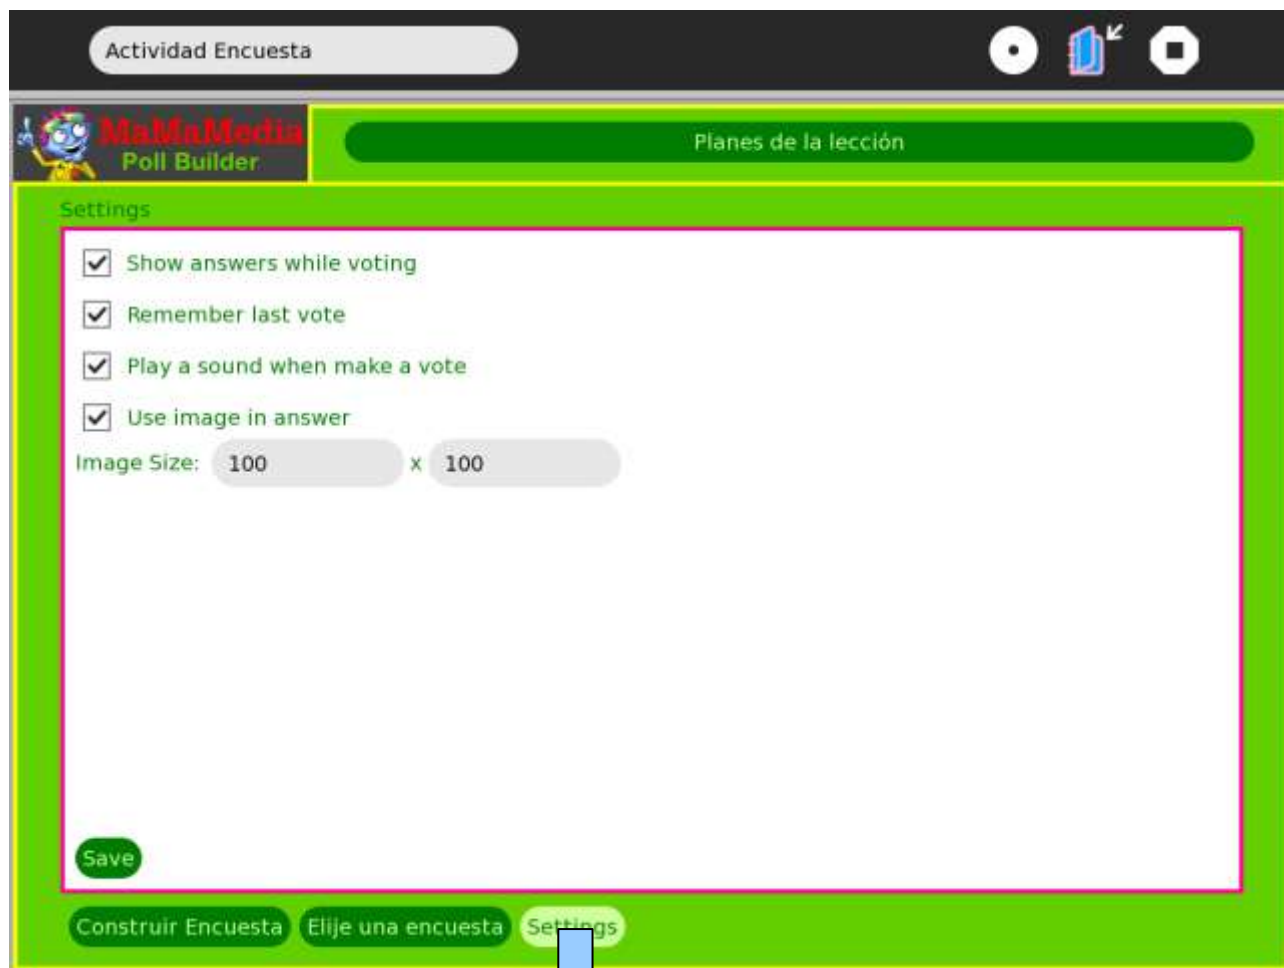 Actividad Encuesta
MaMaMedia
Poll Builder
Planes de la lección
Settings
Show answers while voting
Remember last vote
Play a sound when make a vote
Use image in answer
Image Size: 100 x 100
Save
Construir Encuesta Elije una encuesta Settings